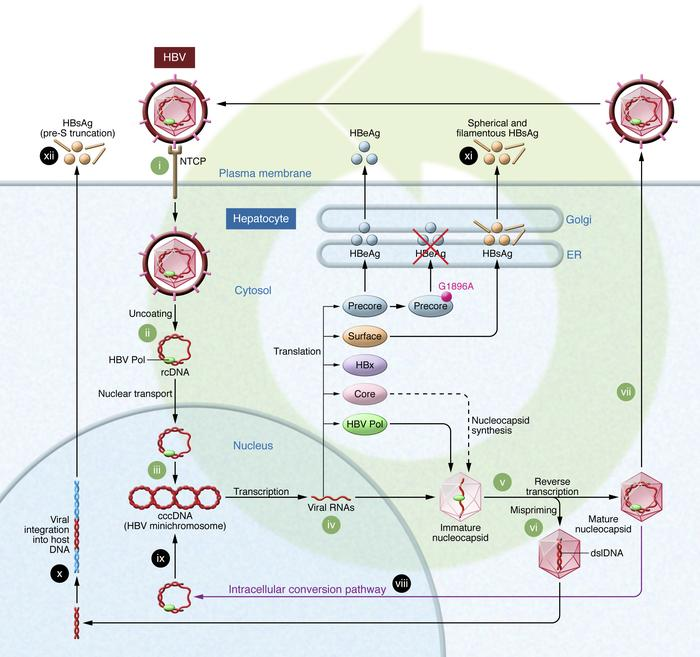 HBV
HBsAg
(pre-S truncation)
xii
i
NTCP
HBeAg
Spherical and
filamentous HBsAg
xi
Plasma membrane
Hepatocyte
Golgi
HBeAg
HBeAg
HBsAg
ER
Cytosol
G1896A
Precore
Precore
Uncoating
ii
Surface
HBV Pol
rcDNA
Translation
HBx
Nuclear transport
Core
vii
HBV Pol
Nucleocapsid
synthesis
Nucleus
iii
Transcription
cccDNA
(HBV minichromosome)
Viral RNAs
iv
v
Reverse
transcription
Immature
nucleocapsid
Mispriming
vi
Mature
nucleocapsid
Viral
integration
into host
DNA
x
ix
dslDNA
Intracellular conversion pathway
viii